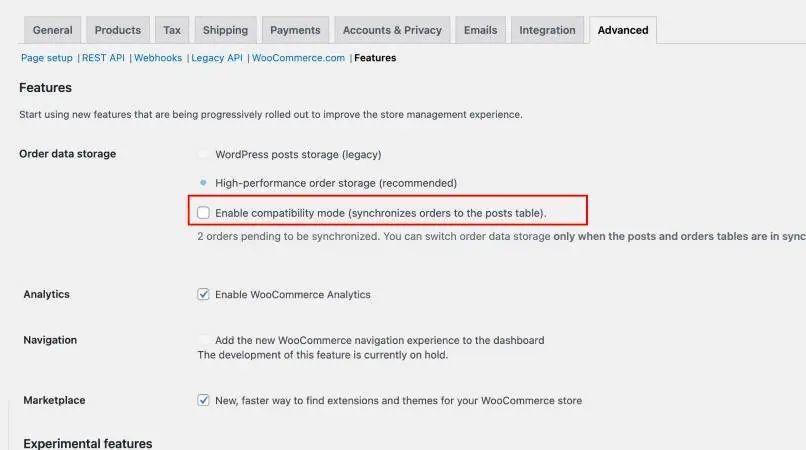 General Products Tax Shipping Payments Accounts & Privacy Emails Integration Advanced
Page setup | REST API | Webhooks | Legacy API | WooCommerce.com | Features
Features
Start using new features that are being progressively rolled out to improve the store management experience.
Order data storage WordPress posts storage (legacy)
High-performance order storage (recommended)
Enable compatibility mode (synchronizes orders to the posts table).
2 orders pending to be synchronized. You can switch order data storage only when the posts and orders tables are in sync
Analytics Enable WooCommerce Analytics
Navigation Add the new WooCommerce navigation experience to the dashboard
The development of this feature is currently on hold.
Marketplace New, faster way to find extensions and themes for your WooCommerce store
Experimental features